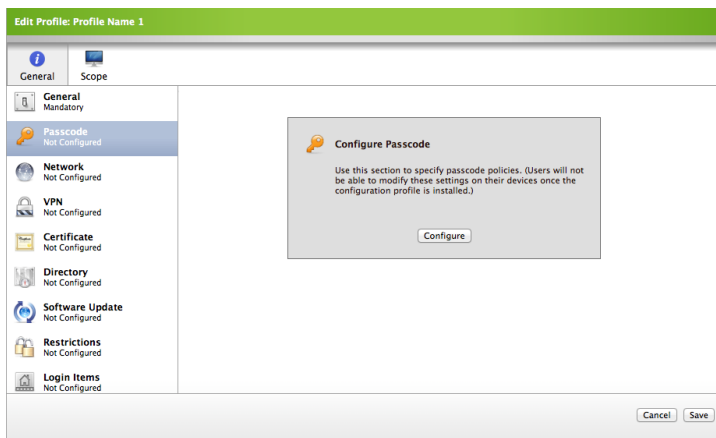 Edit Profile: Profile Name 1
General
Scope
General
Mandatory
Passcode
Not Configured
Network
Not Configured
VPN
Not Configured
Certificate
Not Configured
Directory
Not Configured
Software Update
Not Configured
Restrictions
Not Configured
Login Items
Not Configured
Configure Passcode
Use this section to specify passcode policies. (Users will not
be able to modify these settings on their devices once the
configuration profile is installed.)
Configure
Cancel
Save